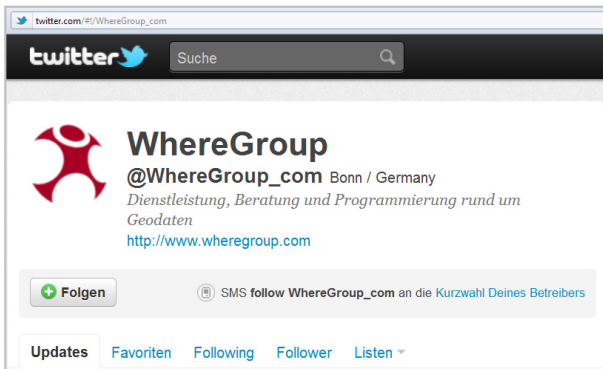 twitter.com/#!/WhereGroup_com
twitter Suche
WhereGroup
@WhereGroup_com Bonn / Germany
Dienstleistung, Beratung und Programmierung rund um
Geodaten
http://www.wheregroup.com
Folgen SMS follow WhereGroup_com an die Kurzwahl Deines Betreibers
Updates Favoriten Following Follower Listen